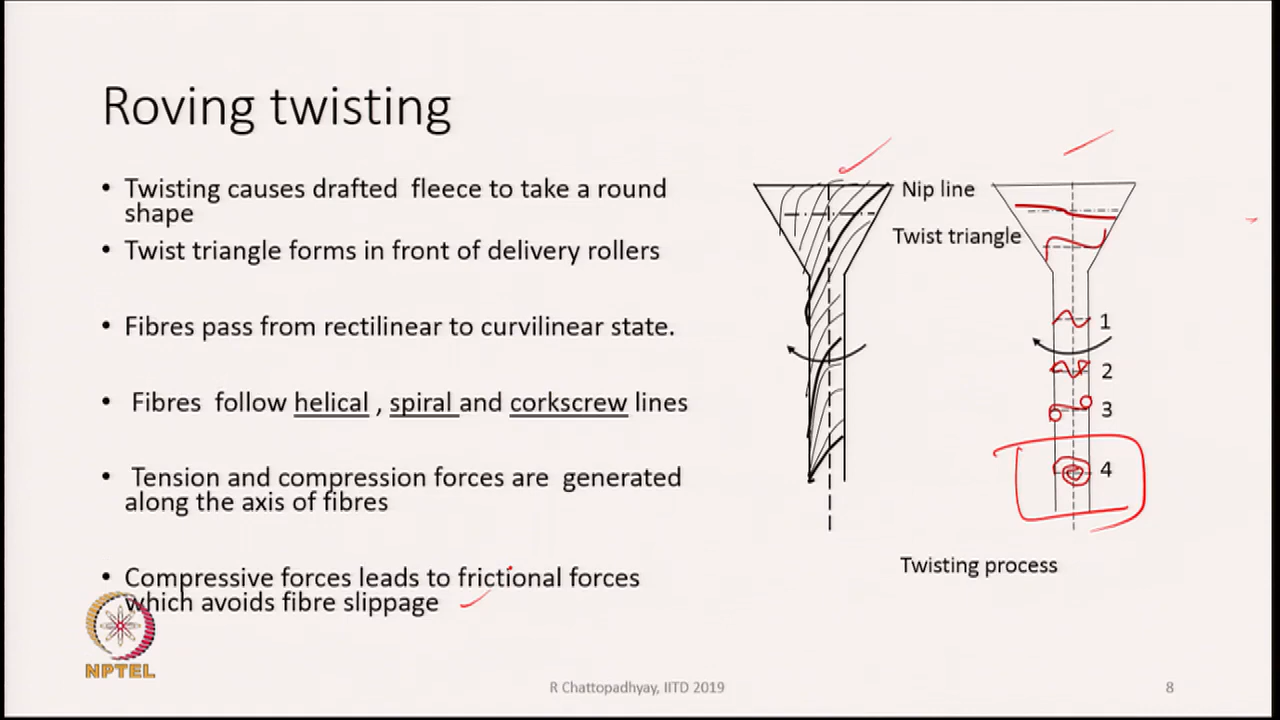 Roving twisting
• Twisting causes drafted fleece to take a round
shape
• Twist triangle forms in front of delivery rollers
• Fibres pass from rectilinear to curvilinear state.
• Fibres follow helical , spiral and corkscrew lines
• Tension and compression forces are generated
along the axis of fibres
• Compressive forces leads to frictional forces
which avoids fibre slippage
Nip line
Twist triangle
1
2
3
4
Twisting process
NPTEL
R Chattopadhyay, IITD 2019
8